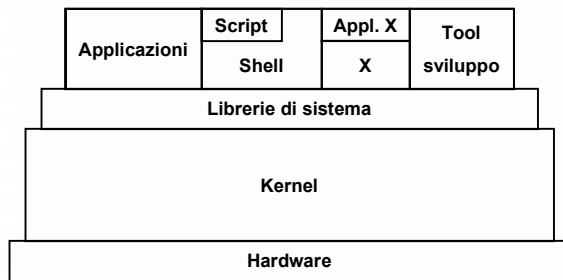 Applicazioni
Script
Shell
Appl. X
X
Tool
sviluppo
Librerie di sistema
Kernel
Hardware